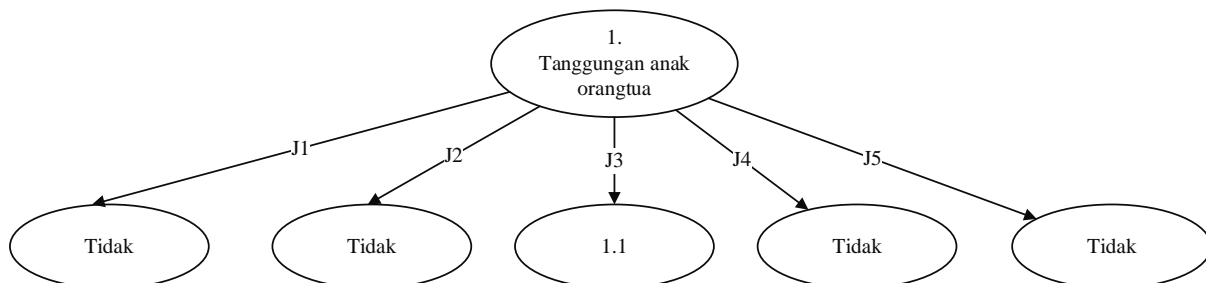 1.
Tanggungan anak
orangtua
J1
J2
J3
J4
J5
Tidak
Tidak
1.1
Tidak
Tidak